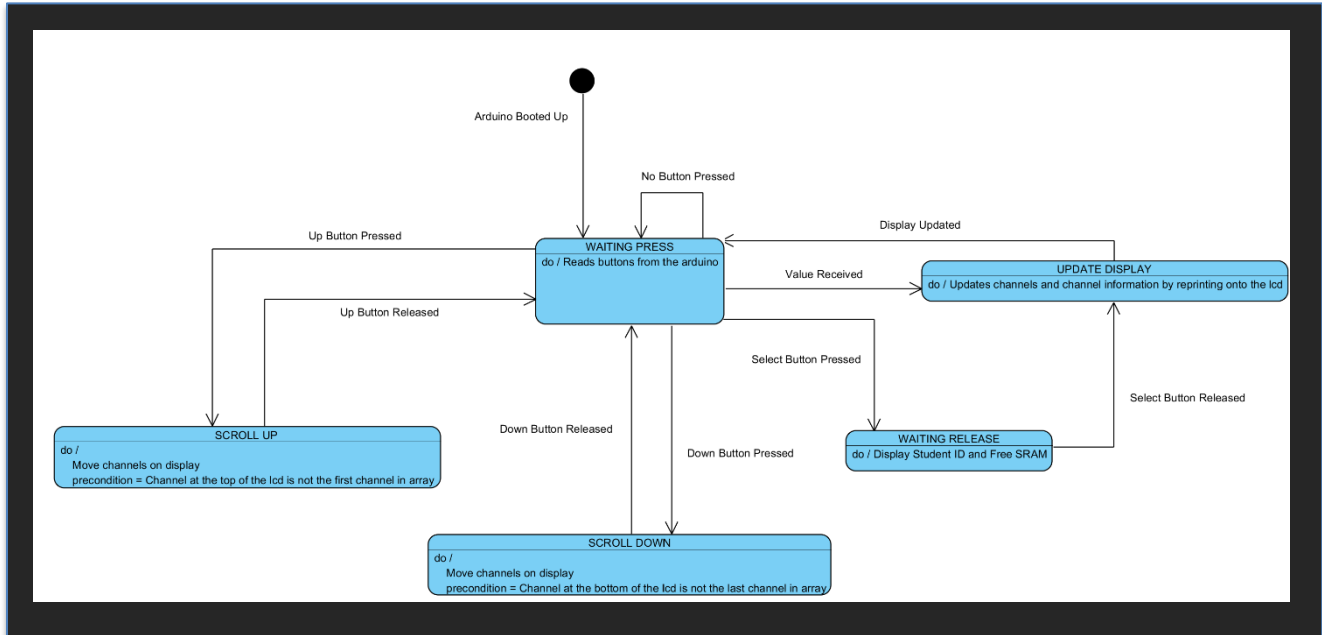 Arduino Booted Up
No Button Pressed
Up Button Pressed
Display Updated
WAITING PRESS
do / Reads buttons from the arduino
UPDATE DISPLAY
do / Updates channels and channel information by reprinting onto the lcd
Value Received
Up Button Released
Select Button Pressed
Select Button Released
SCROLL UP
do /
Move channels on display
precondition = Channel at the top of the lcd is not the first channel in array
Down Button Released
Down Button Pressed
WAITING RELEASE
do / Display Student ID and Free SRAM
SCROLL DOWN
do /
Move channels on display
precondition = Channel at the bottom of the lcd is not the last channel in array